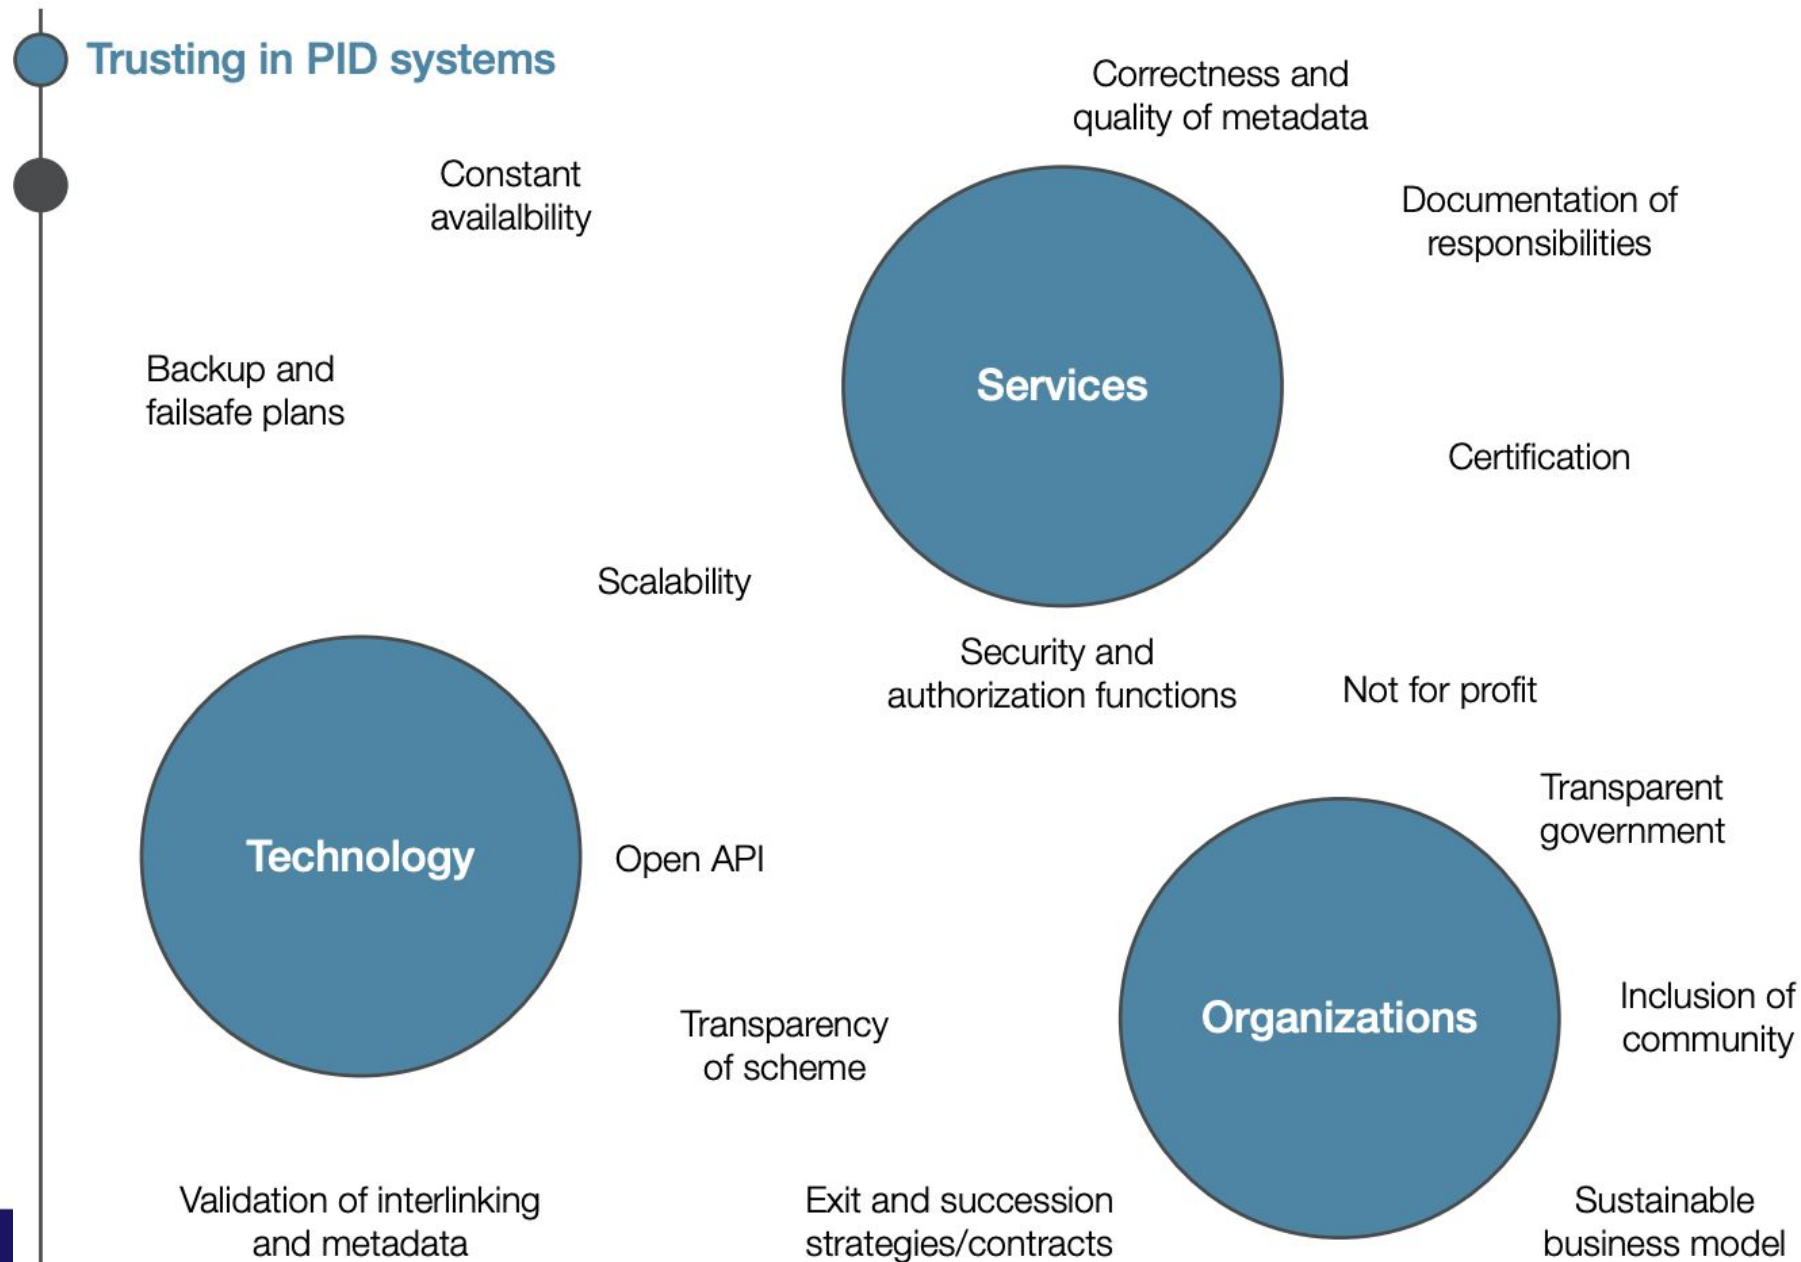 Trusting in PID systems
Correctness and
quality of metadata
Constant
availalbility
Documentation of
responsibilities
Backup and
failsafe plans
Services
Certification
Scalability
Security and
authorization functions
Not for profit
Transparent
government
Technology
Open API
Inclusion of
community
Organizations
Transparency
of scheme
Validation of interlinking
and metadata
Exit and succession
strategies/contracts
Sustainable
business model